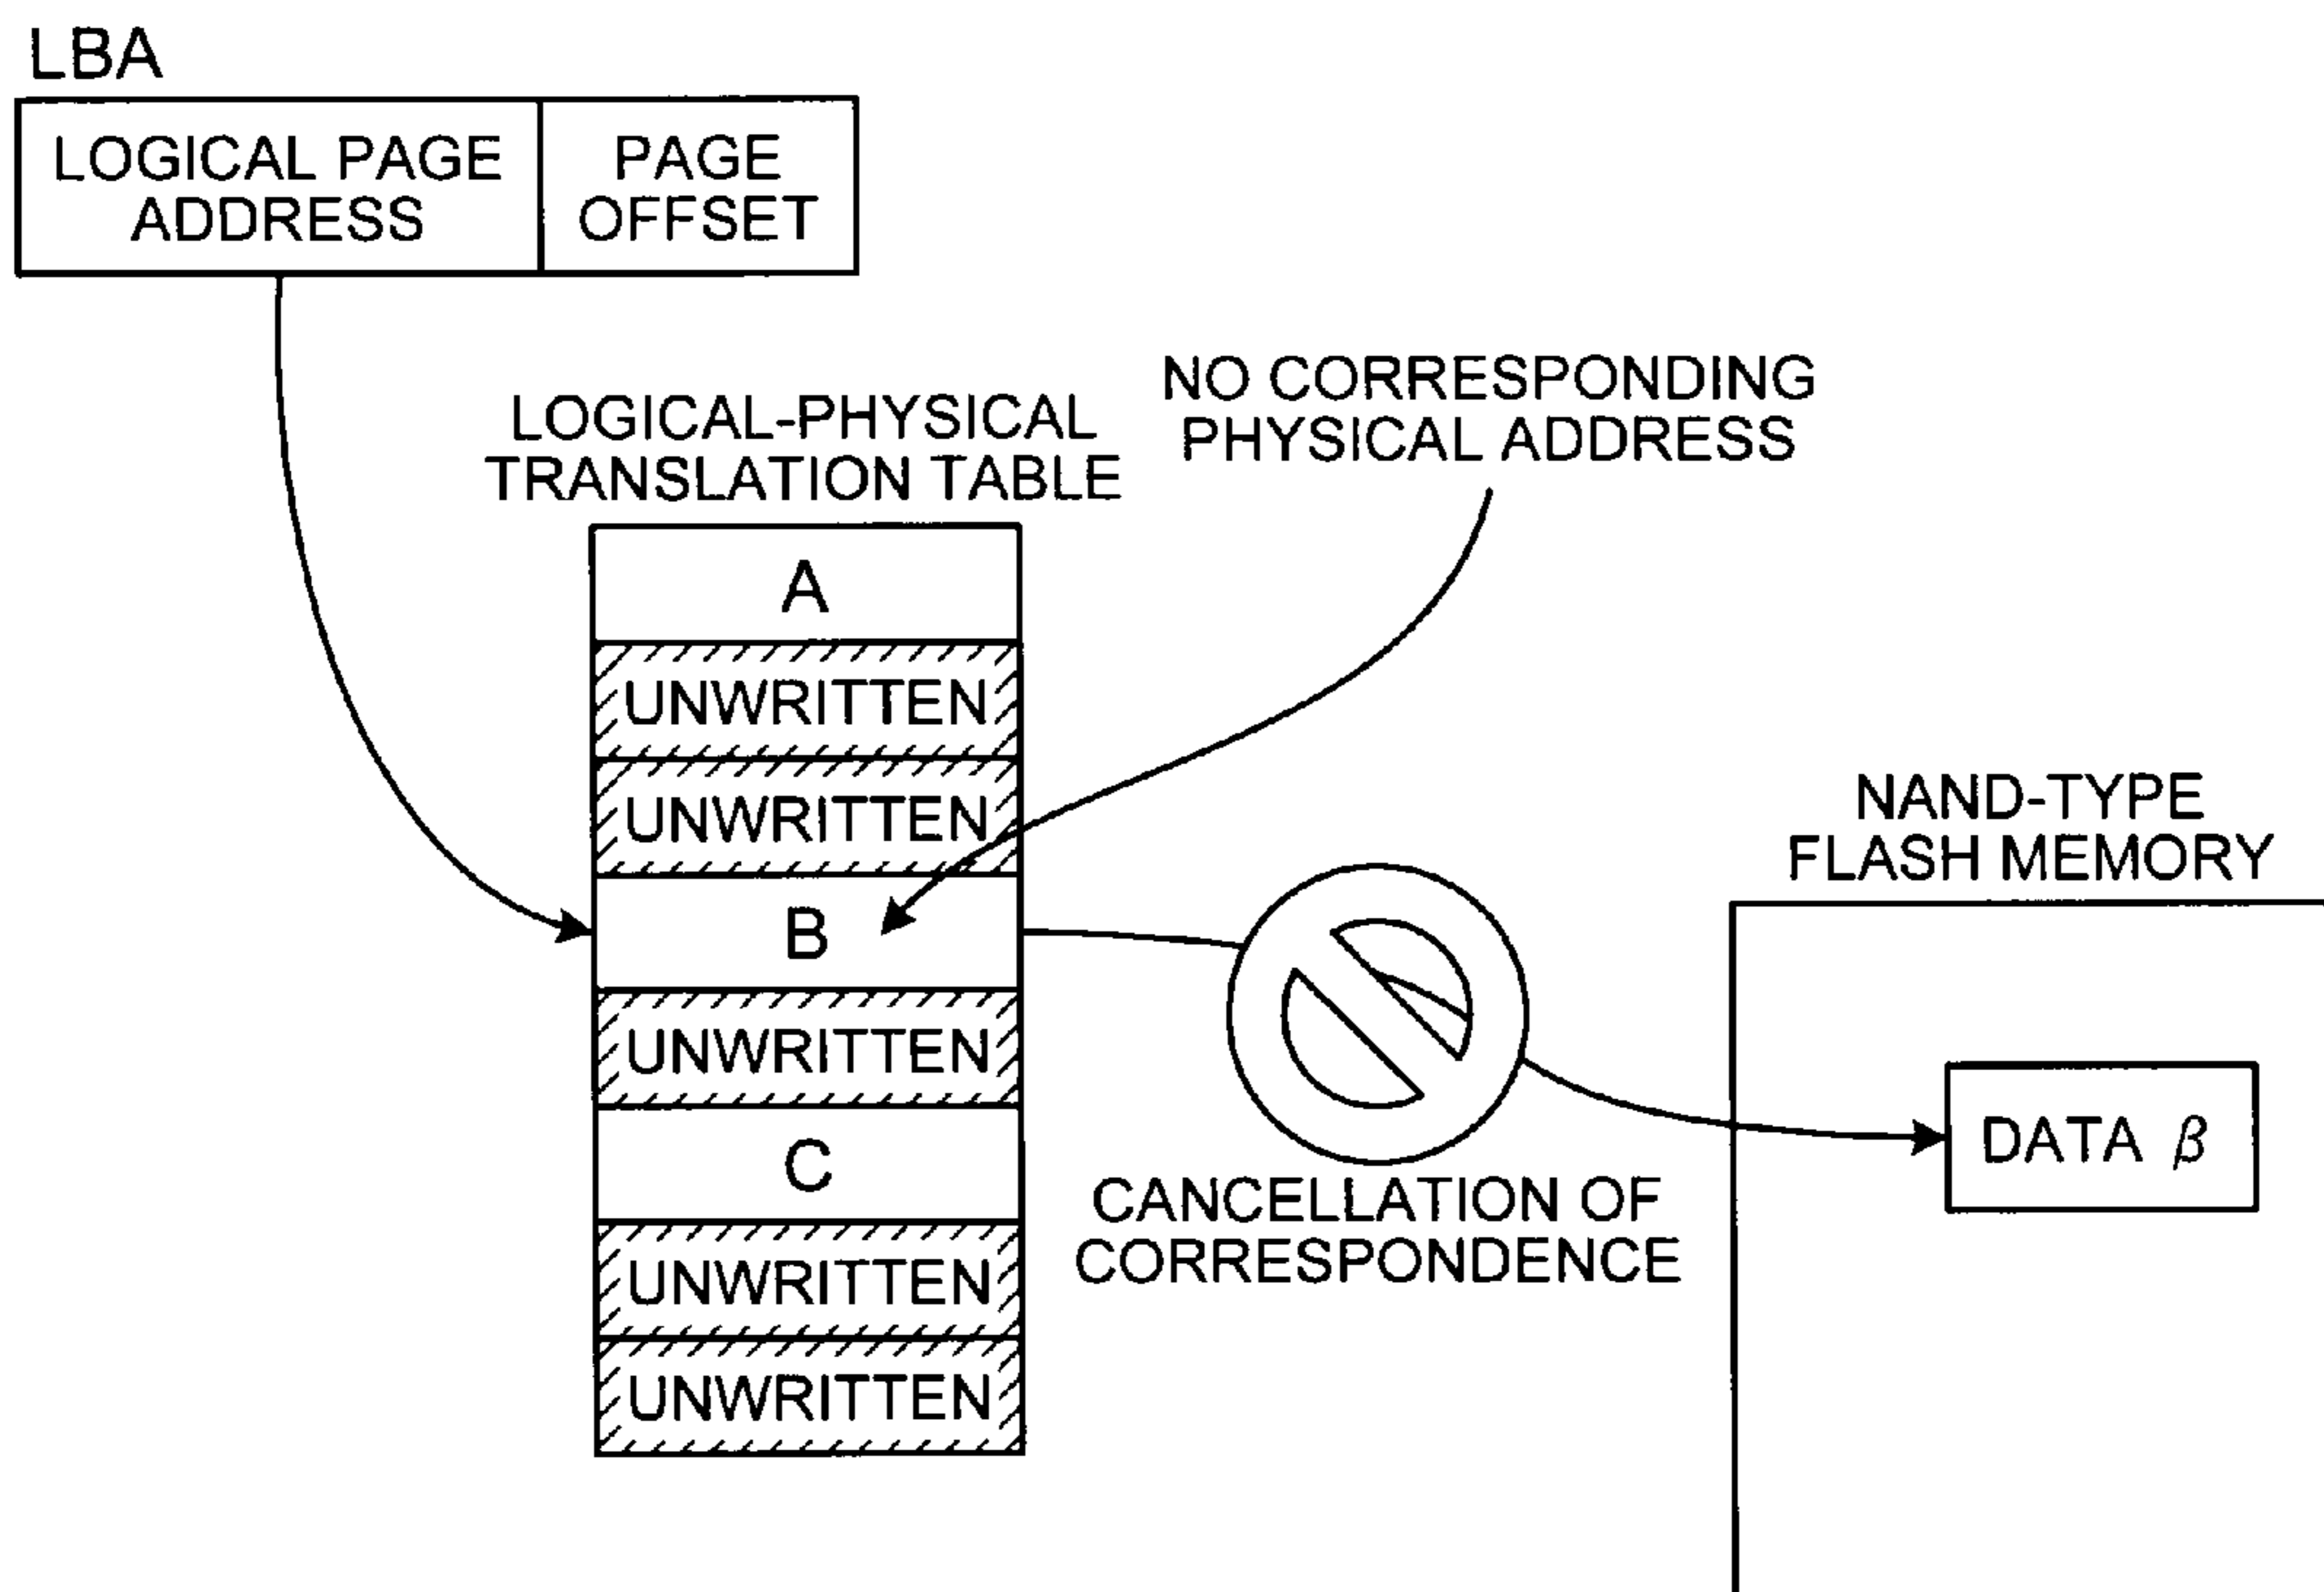 LBA
LOGICAL PAGE
ADDRESS
PAGE
OFFSET
NO CORRESPONDING
PHYSICAL ADDRESS
LOGICAL-PHYSICAL
TRANSLATION TABLE
A
UNWRITTEN
UNWRITTEN
B
UNWRITTEN
C
UNWRITTEN
UNWRITTEN
CANCELLATION OF
CORRESPONDENCE
NAND-TYPE
FLASH MEMORY
DATA β